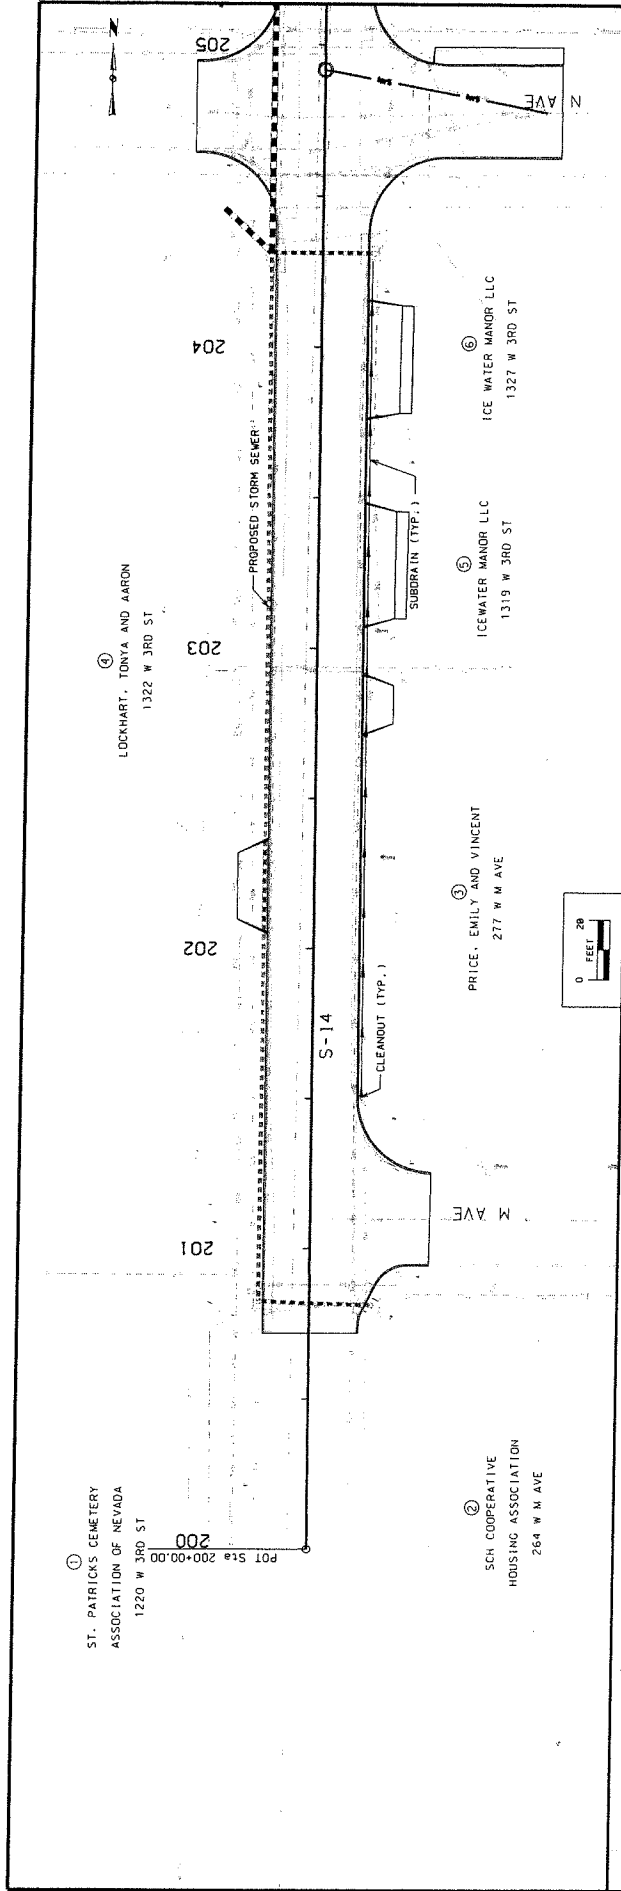 ①
ST. PATRICKS CEMETERY
ASSOCIATION OF NEVADA
1220 W 3RD ST
200
POT Sta 200+00.00
②
SCH COOPERATIVE
HOUSING ASSOCIATION
264 W M AVE
201
M AVE
S-14
CLEANOUT (TYP.)
202
③
PRICE, EMILY AND VINCENT
277 W M AVE
0 20
FEET
④
LOCKHART, TONYA AND AARON
1322 W 3RD ST
203
PROPOSED STORM SEWER
SUBDRAIN (TYP.)
⑤
ICEWATER MANOR LLC
1319 W 3RD ST
204
⑥
ICE WATER MANOR LLC
1327 W 3RD ST
205
N
N AVE